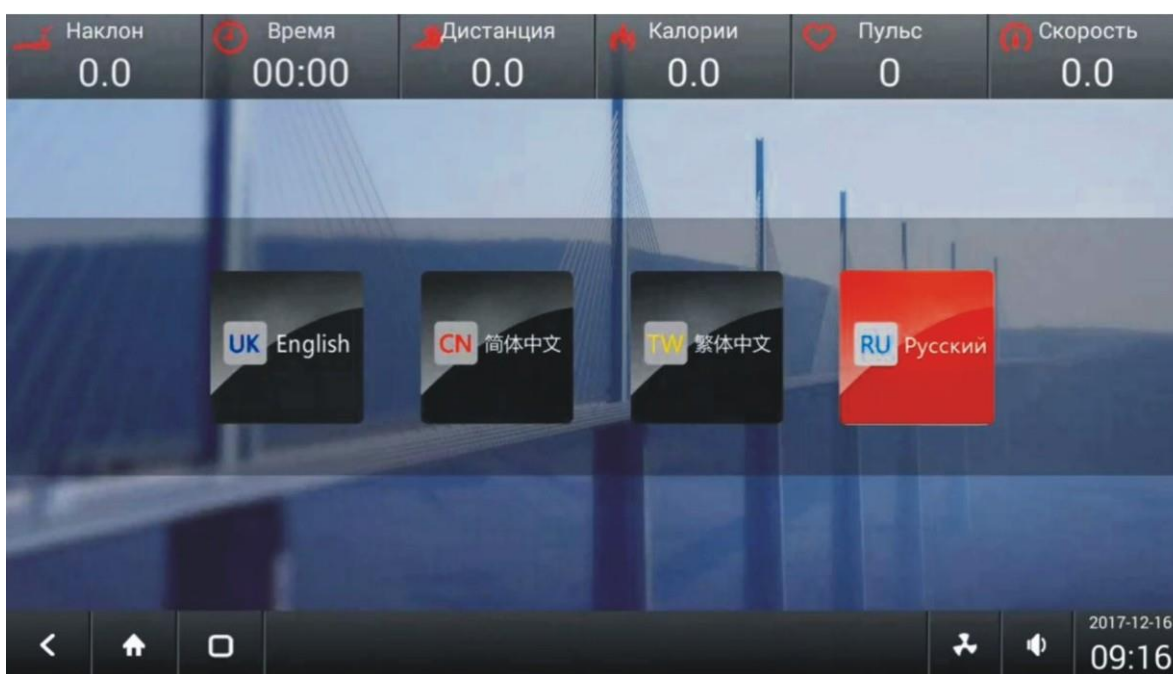 Наклон
0.0
Время
00:00
Дистанция
0.0
Калории
0.0
Пульс
0
Скорость
0.0
UK English
CN 简体中文
TW 繁体中文
RU Русский
2017-12-16
09:16